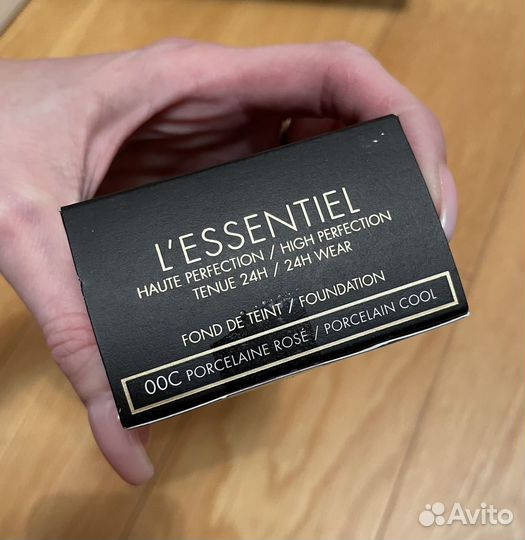 L'ESSENTIEL
HAUTE PERFECTION / HIGH PERFECTION
TENUE 24H / 24H WEAR
FOND DE TEINT / FOUNDATION
00C PORCELAINE ROSÉ / PORCELAIN COOL
Avito